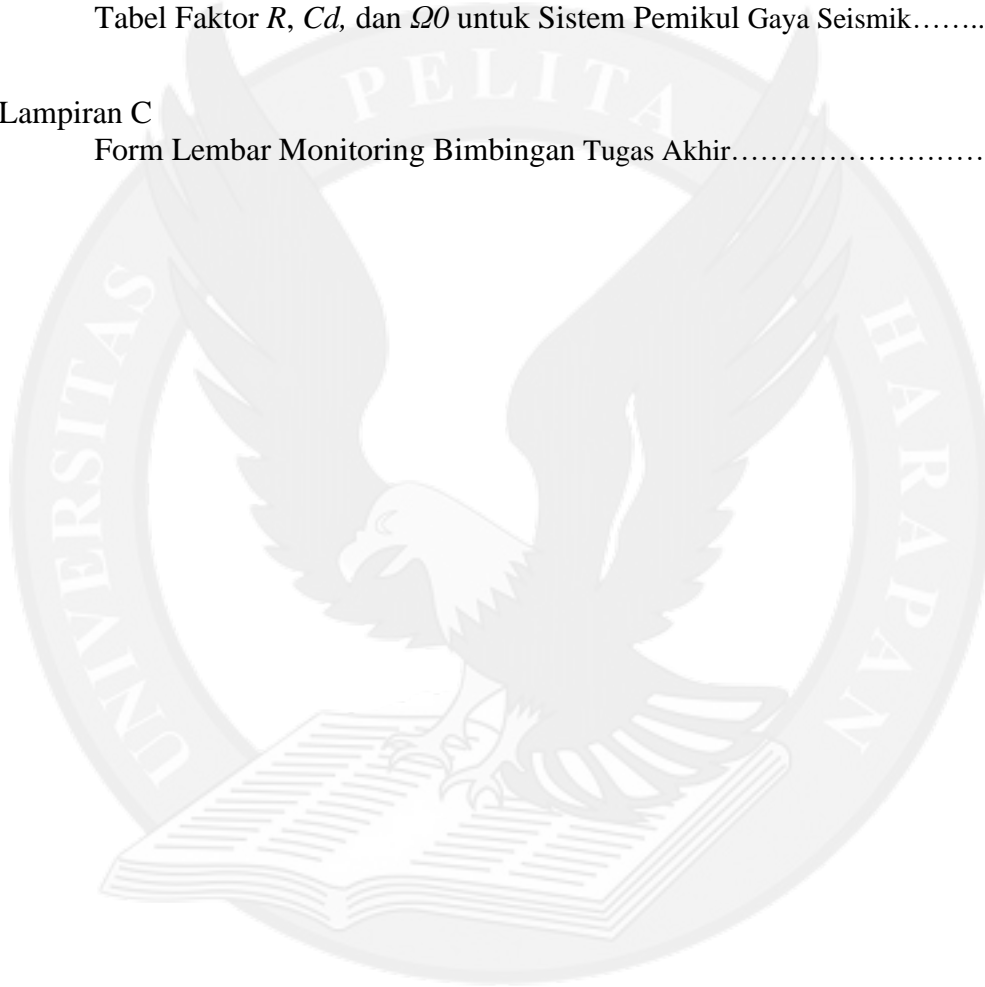 Tabel Faktor R, Cd, dan Ω0 untuk Sistem Pemikul Gaya Seismik……..
Lampiran C
Form Lembar Monitoring Bimbingan Tugas Akhir………………………
UNIVERSITAS PELITA HARAPAN